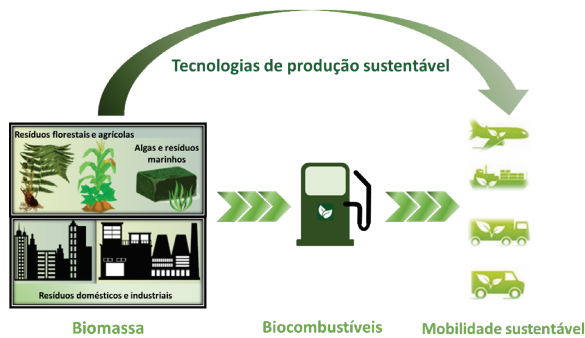 Tecnologias de produção sustentável
Resíduos florestais e agrícolas
Algas e resíduos
marinhos
Resíduos domésticos e industriais
Biomassa
Biocombustíveis
Mobilidade sustentável